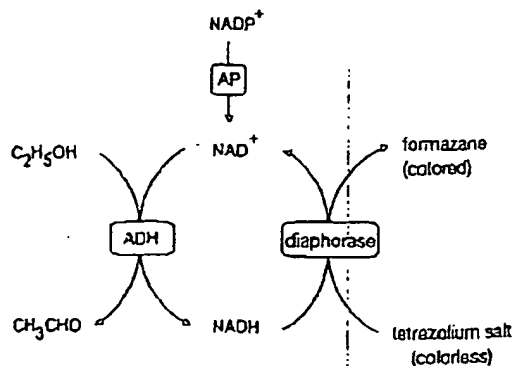 NADP⁺
AP
C₂H₅OH
NAD⁺
formazane
(colored)
ADH
diaphorase
CH₃CHO
NADH
tetrazolium salt
(colorless)